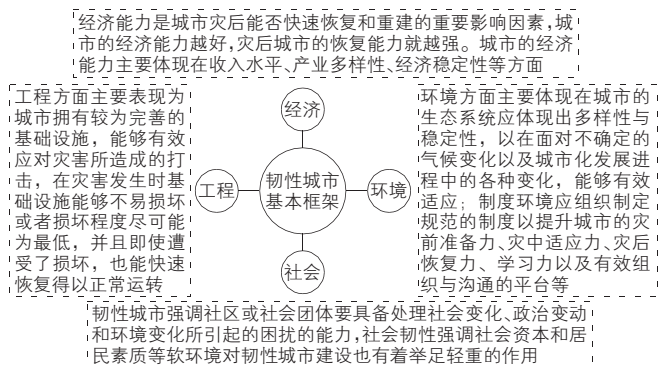 经济能力是城市灾后能否快速恢复和重建的重要影响因素，城
市的经济能力越好，灾后城市的恢复能力就越强。城市的经济
能力主要体现在收入水平、产业多样性、经济稳定性等方面
工程方面主要表现为
城市拥有较为完善的
基础设施，能够有效
应对灾害所造成的打
击，在灾害发生时基
础设施能够不易损坏
或者损坏程度尽可能
为最低，并且即使遭
受了损坏，也能快速
恢复得以正常运转
经济
工程
韧性城市
基本框架
环境
社会
环境方面主要体现在城市的
生态系统应体现出多样性与
稳定性，以在面对不确定的
气候变化以及城市化发展进
程中的各种变化，能够有效
适应；制度环境应组织制定
规范的制度以提升城市的灾
前准备力、灾中适应力、灾后
恢复力、学习力以及有效组
织与沟通的平台等
韧性城市强调社区或社会团体要具备处理社会变化、政治变动
和环境变化所引起的困扰的能力，社会韧性强调社会资本和居
民素质等软环境对韧性城市建设也有着举足轻重的作用